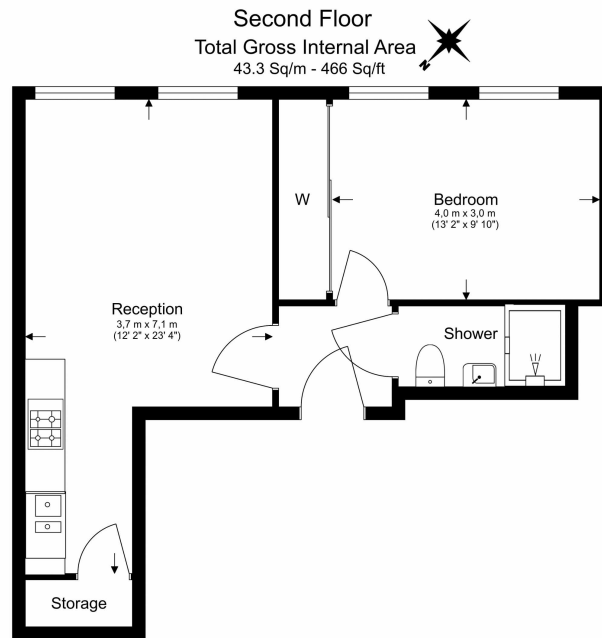 Second Floor
Total Gross Internal Area
43.3 Sq/m - 466 Sq/ft
N
W
Bedroom
4,0 m x 3,0 m
(13' 2" x 9' 10")
Reception
3,7 m x 7,1 m
(12' 2" x 23' 4")
Shower
Storage